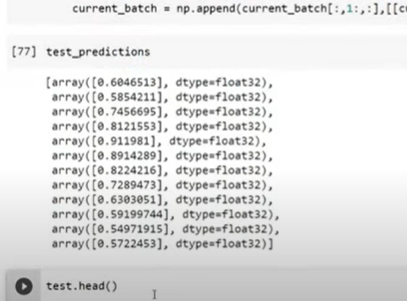 current_batch = np.append(current_batch[:,1:,:],[[c
[77] test_predictions
[array([0.6046513], dtype=float32),
array([0.5854211], dtype=float32),
array([0.7456695], dtype=float32),
array([0.8121553], dtype=float32),
array([0.911981], dtype=float32),
array([0.8914289], dtype=float32),
array([0.8224216], dtype=float32),
array([0.7289473], dtype=float32),
array([0.6303051], dtype=float32),
array([0.59199744], dtype=float32),
array([0.54971915], dtype=float32),
array([0.5722453], dtype=float32)]
test.head()